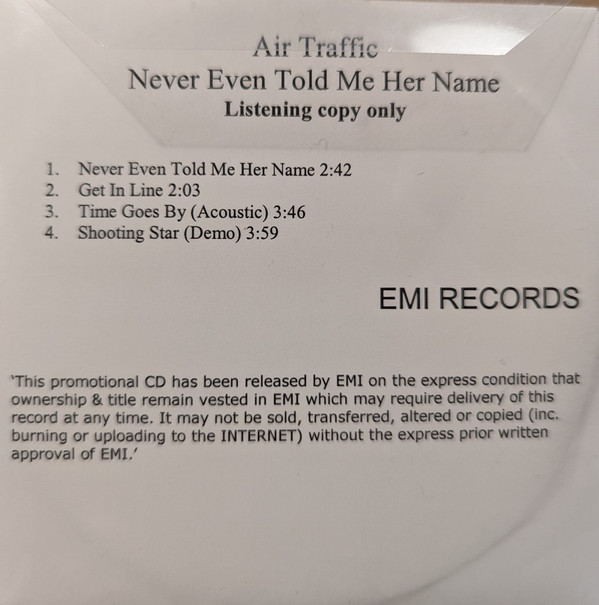 Air Traffic
Never Even Told Me Her Name
Listening copy only
1. Never Even Told Me Her Name 2:42
2. Get In Line 2:03
3. Time Goes By (Acoustic) 3:46
4. Shooting Star (Demo) 3:59
EMI RECORDS
'This promotional CD has been released by EMI on the express condition that
ownership & title remain vested in EMI which may require delivery of this
record at any time. It may not be sold, transferred, altered or copied (inc.
burning or uploading to the INTERNET) without the express prior written
approval of EMI.'